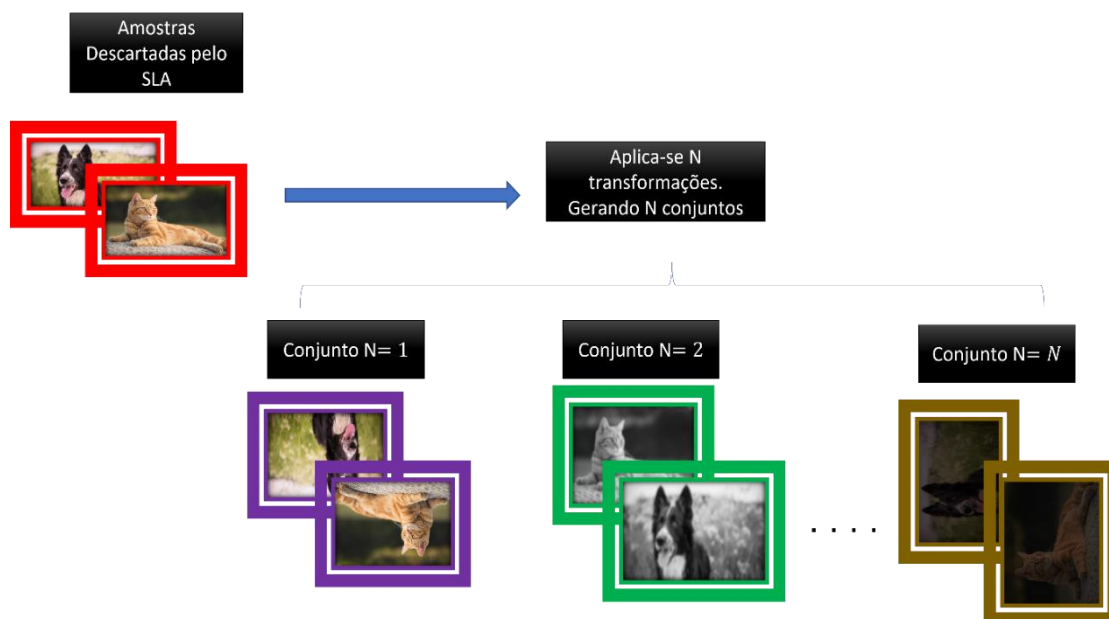 Amostras
Descartadas pelo
SLA
Aplica-se N
transformações.
Gerando N conjuntos
Conjunto N= 1
Conjunto N= 2
Conjunto N= N
. . . .